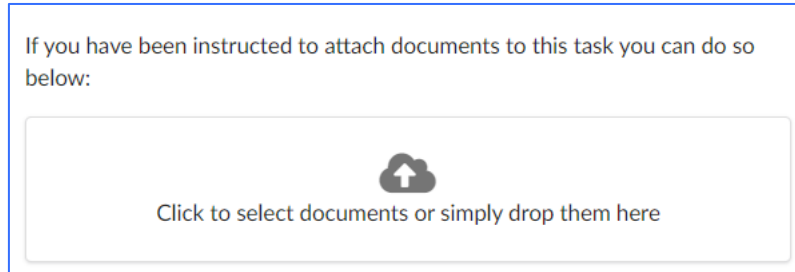 If you have been instructed to attach documents to this task you can do so
below:
Click to select documents or simply drop them here